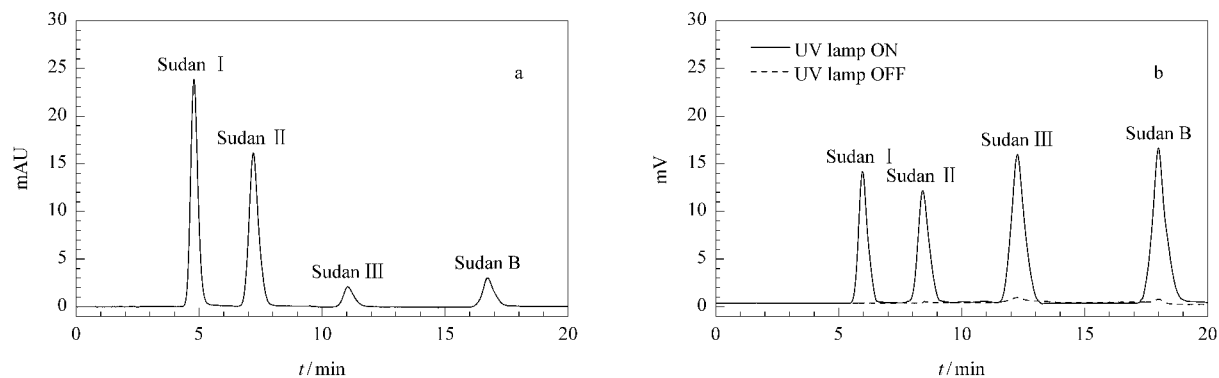 30
25
20
15
10
5
0
mAU
Sudan Ⅰ
Sudan Ⅱ
Sudan Ⅲ
Sudan B
a
0
5
10
15
20
t/min
30
25
20
15
10
5
0
mV
UV lamp ON
UV lamp OFF
b
Sudan Ⅰ
Sudan Ⅱ
Sudan Ⅲ
Sudan B
0
5
10
15
20
t/min